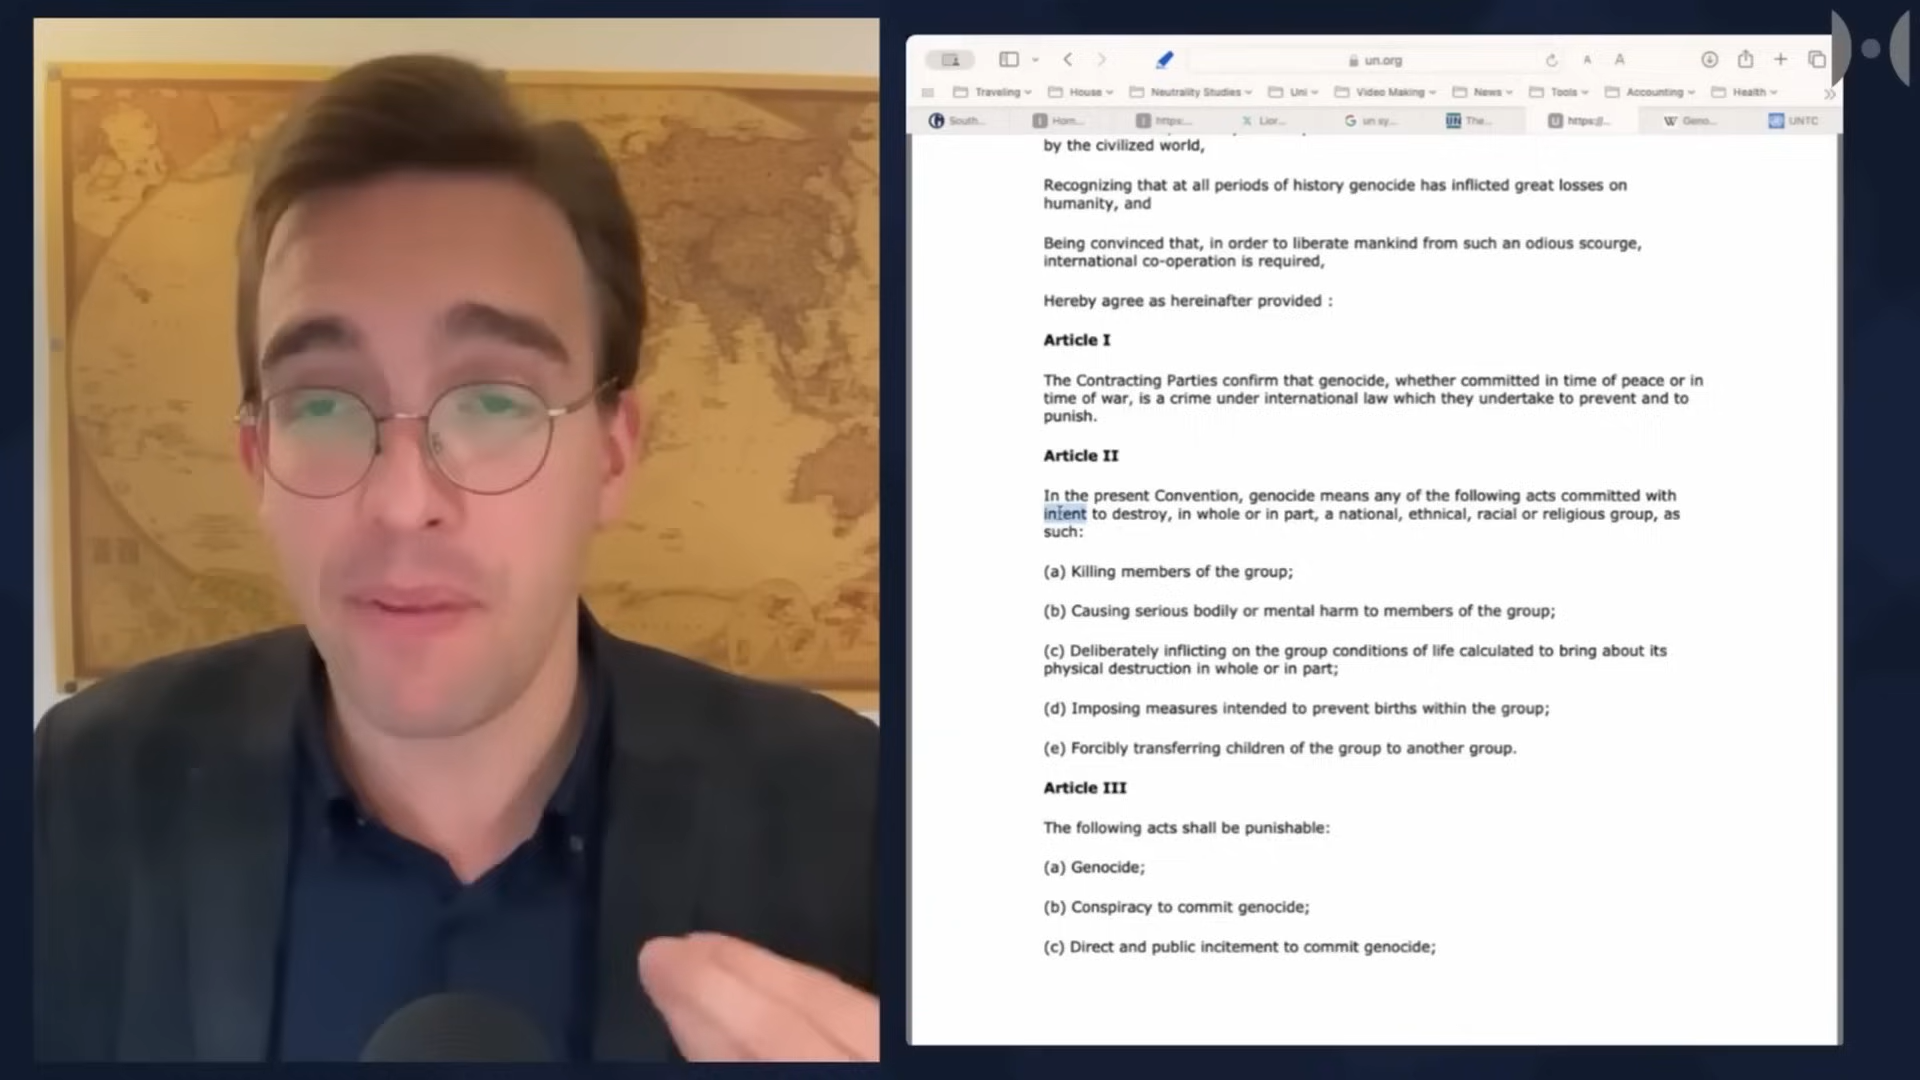 un.org
A
A
Traveling
House
Neutrality Studies
Uni
Video Making
News
Tools
Accounting
Health
South...
Hom...
https:...
Lior...
G
un sy...
UN
The...
https://...
W
Geno...
UNTC
by the civilized world,
Recognizing that at all periods of history genocide has inflicted great losses on
humanity, and
Being convinced that, in order to liberate mankind from such an odious scourge,
international co-operation is required,
Hereby agree as hereinafter provided :
Article I
The Contracting Parties confirm that genocide, whether committed in time of peace or in
time of war, is a crime under international law which they undertake to prevent and to
punish.
Article II
In the present Convention, genocide means any of the following acts committed with
intent to destroy, in whole or in part, a national, ethnical, racial or religious group, as
such:
(a) Killing members of the group;
(b) Causing serious bodily or mental harm to members of the group;
(c) Deliberately inflicting on the group conditions of life calculated to bring about its
physical destruction in whole or in part;
(d) Imposing measures intended to prevent births within the group;
(e) Forcibly transferring children of the group to another group.
Article III
The following acts shall be punishable:
(a) Genocide;
(b) Conspiracy to commit genocide;
(c) Direct and public incitement to commit genocide;